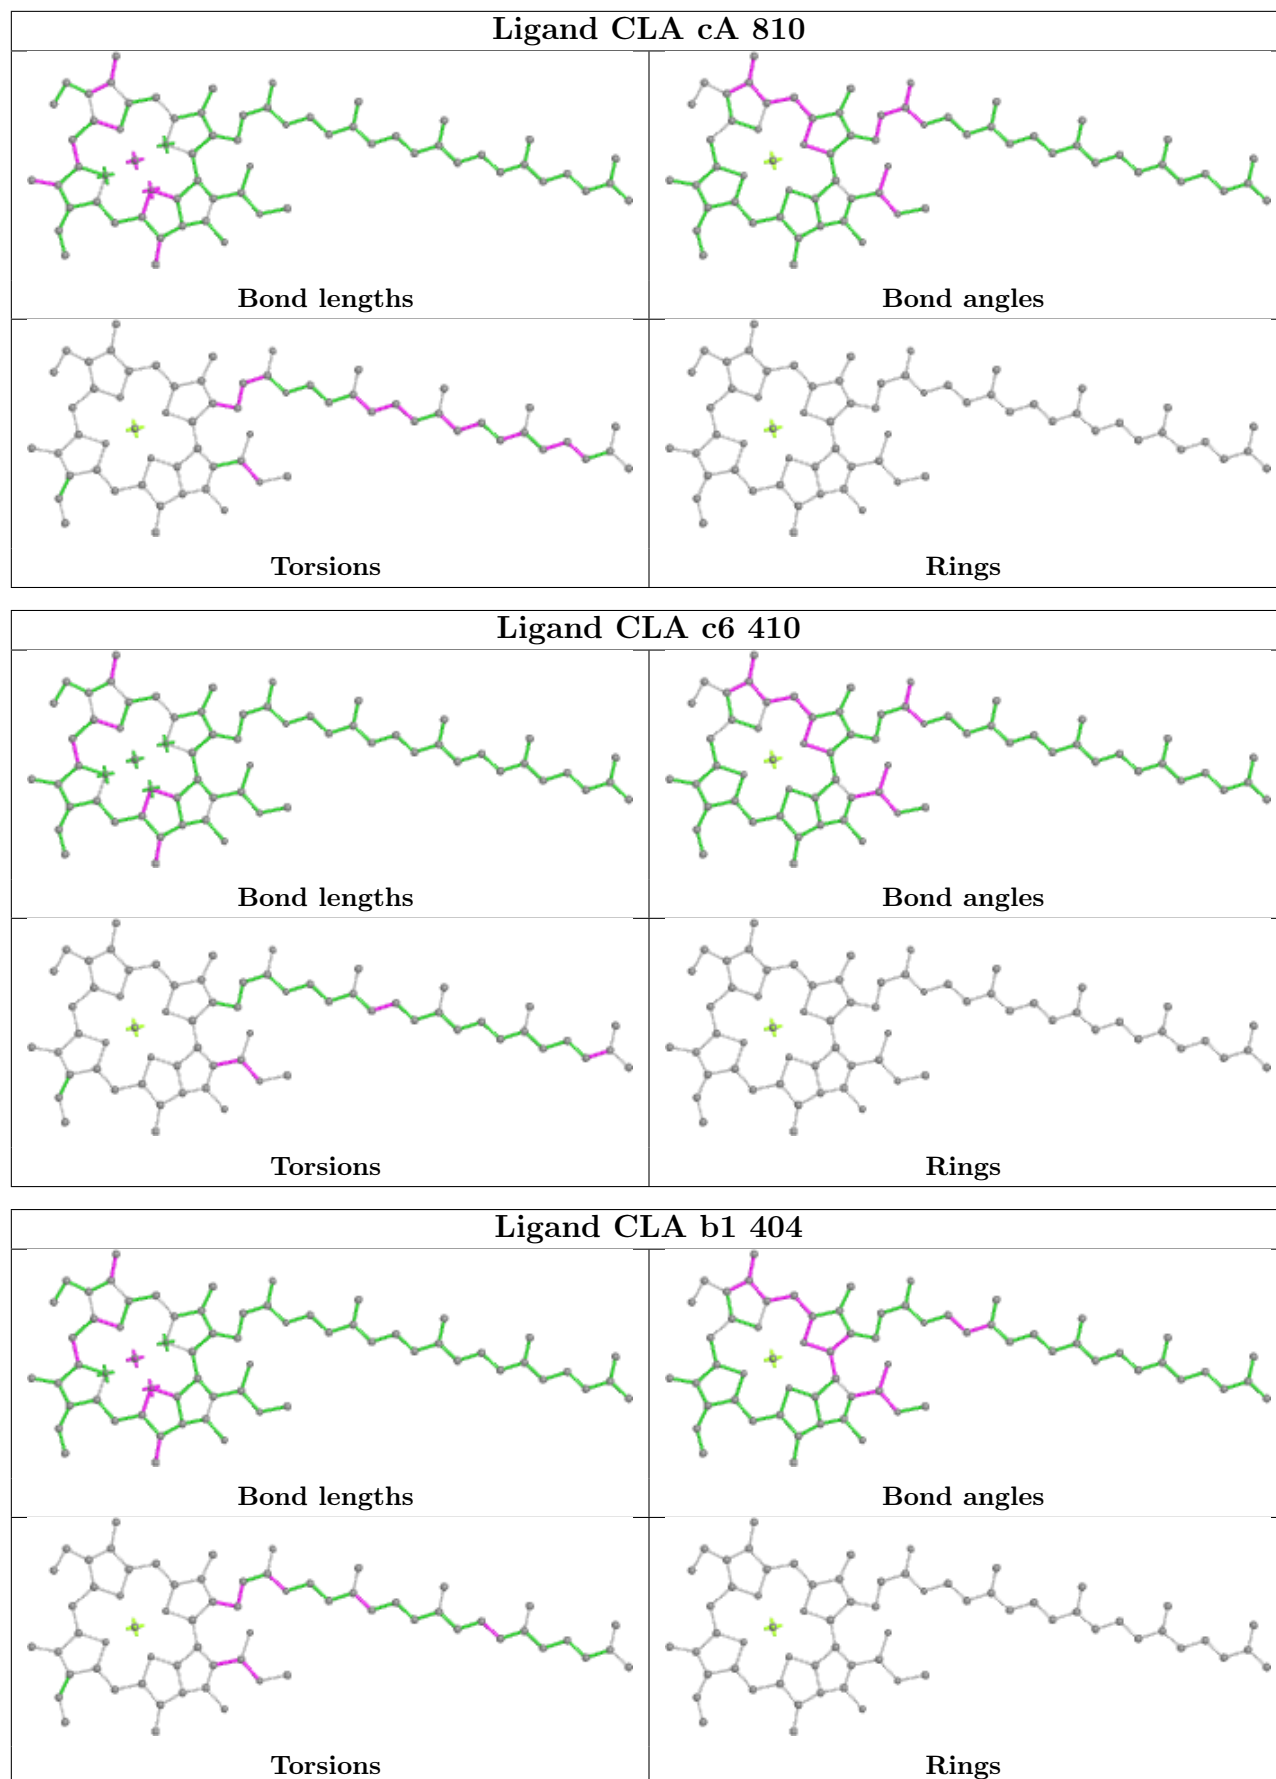 Ligand CLA cA 810
Bond lengths
Bond angles
Torsions
Rings
Ligand CLA c6 410
Bond lengths
Bond angles
Torsions
Rings
Ligand CLA b1 404
Bond lengths
Bond angles
Torsions
Rings